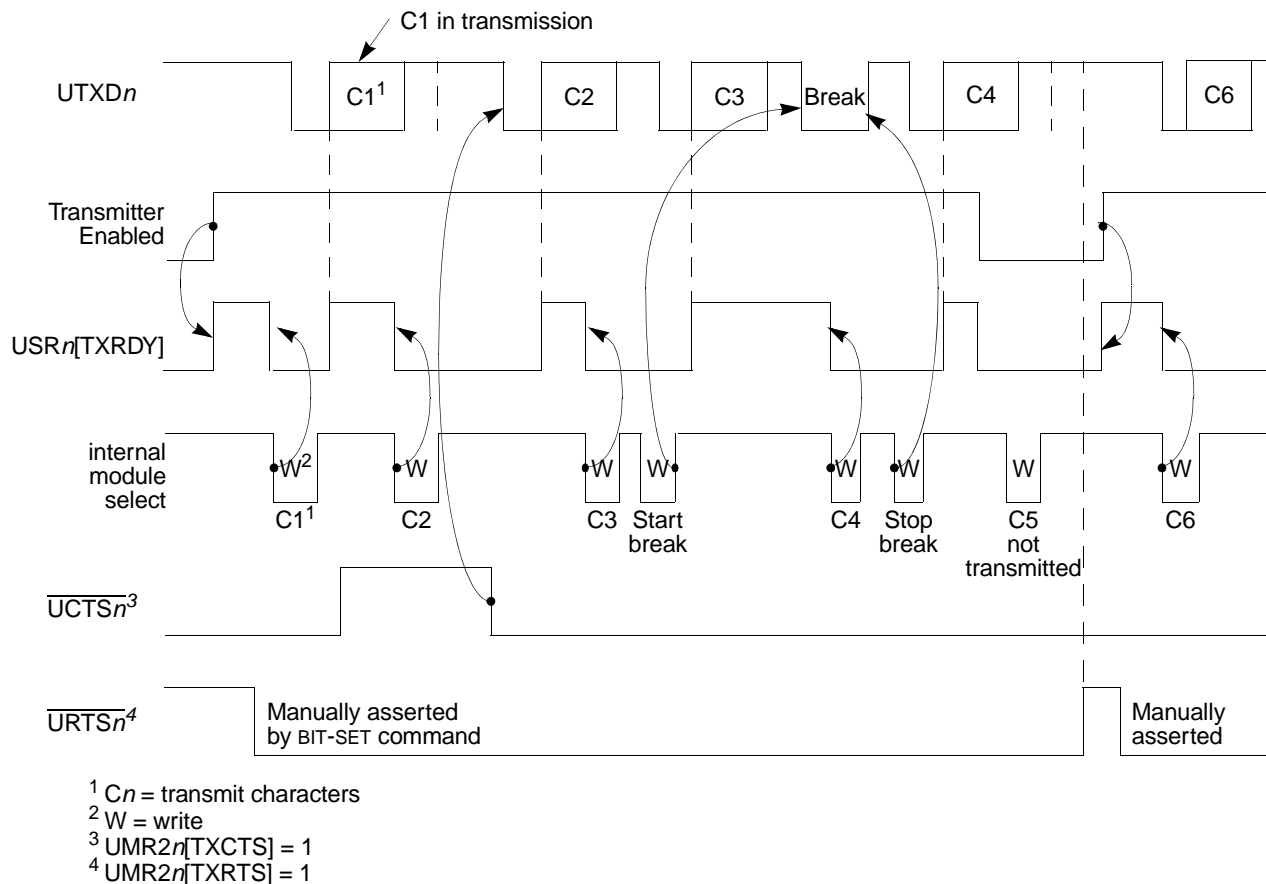 C1 in transmission
UTXDn
C1¹
C2
C3
Break
C4
C6
Transmitter
Enabled
USRn[TXRDY]
internal
module
select
W²
W
W
W
W
W
W
W
C1¹
C2
C3
Start
break
C4
Stop
break
C5
not
transmitted
C6
UCTSn³
URTSn⁴
Manually asserted
by BIT-SET command
Manually
asserted
¹ Cn = transmit characters
² W = write
³ UMR2n[TXCTS] = 1
⁴ UMR2n[TXRTS] = 1